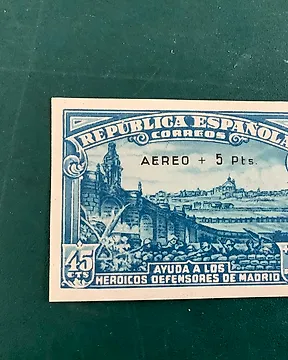 REPUBLICA ESPAÑOLA
CORREOS
AEREO + 5 Pts.
45
CTS
AYUDA A LOS
HEROICOS DEFENSORES DE MADRID